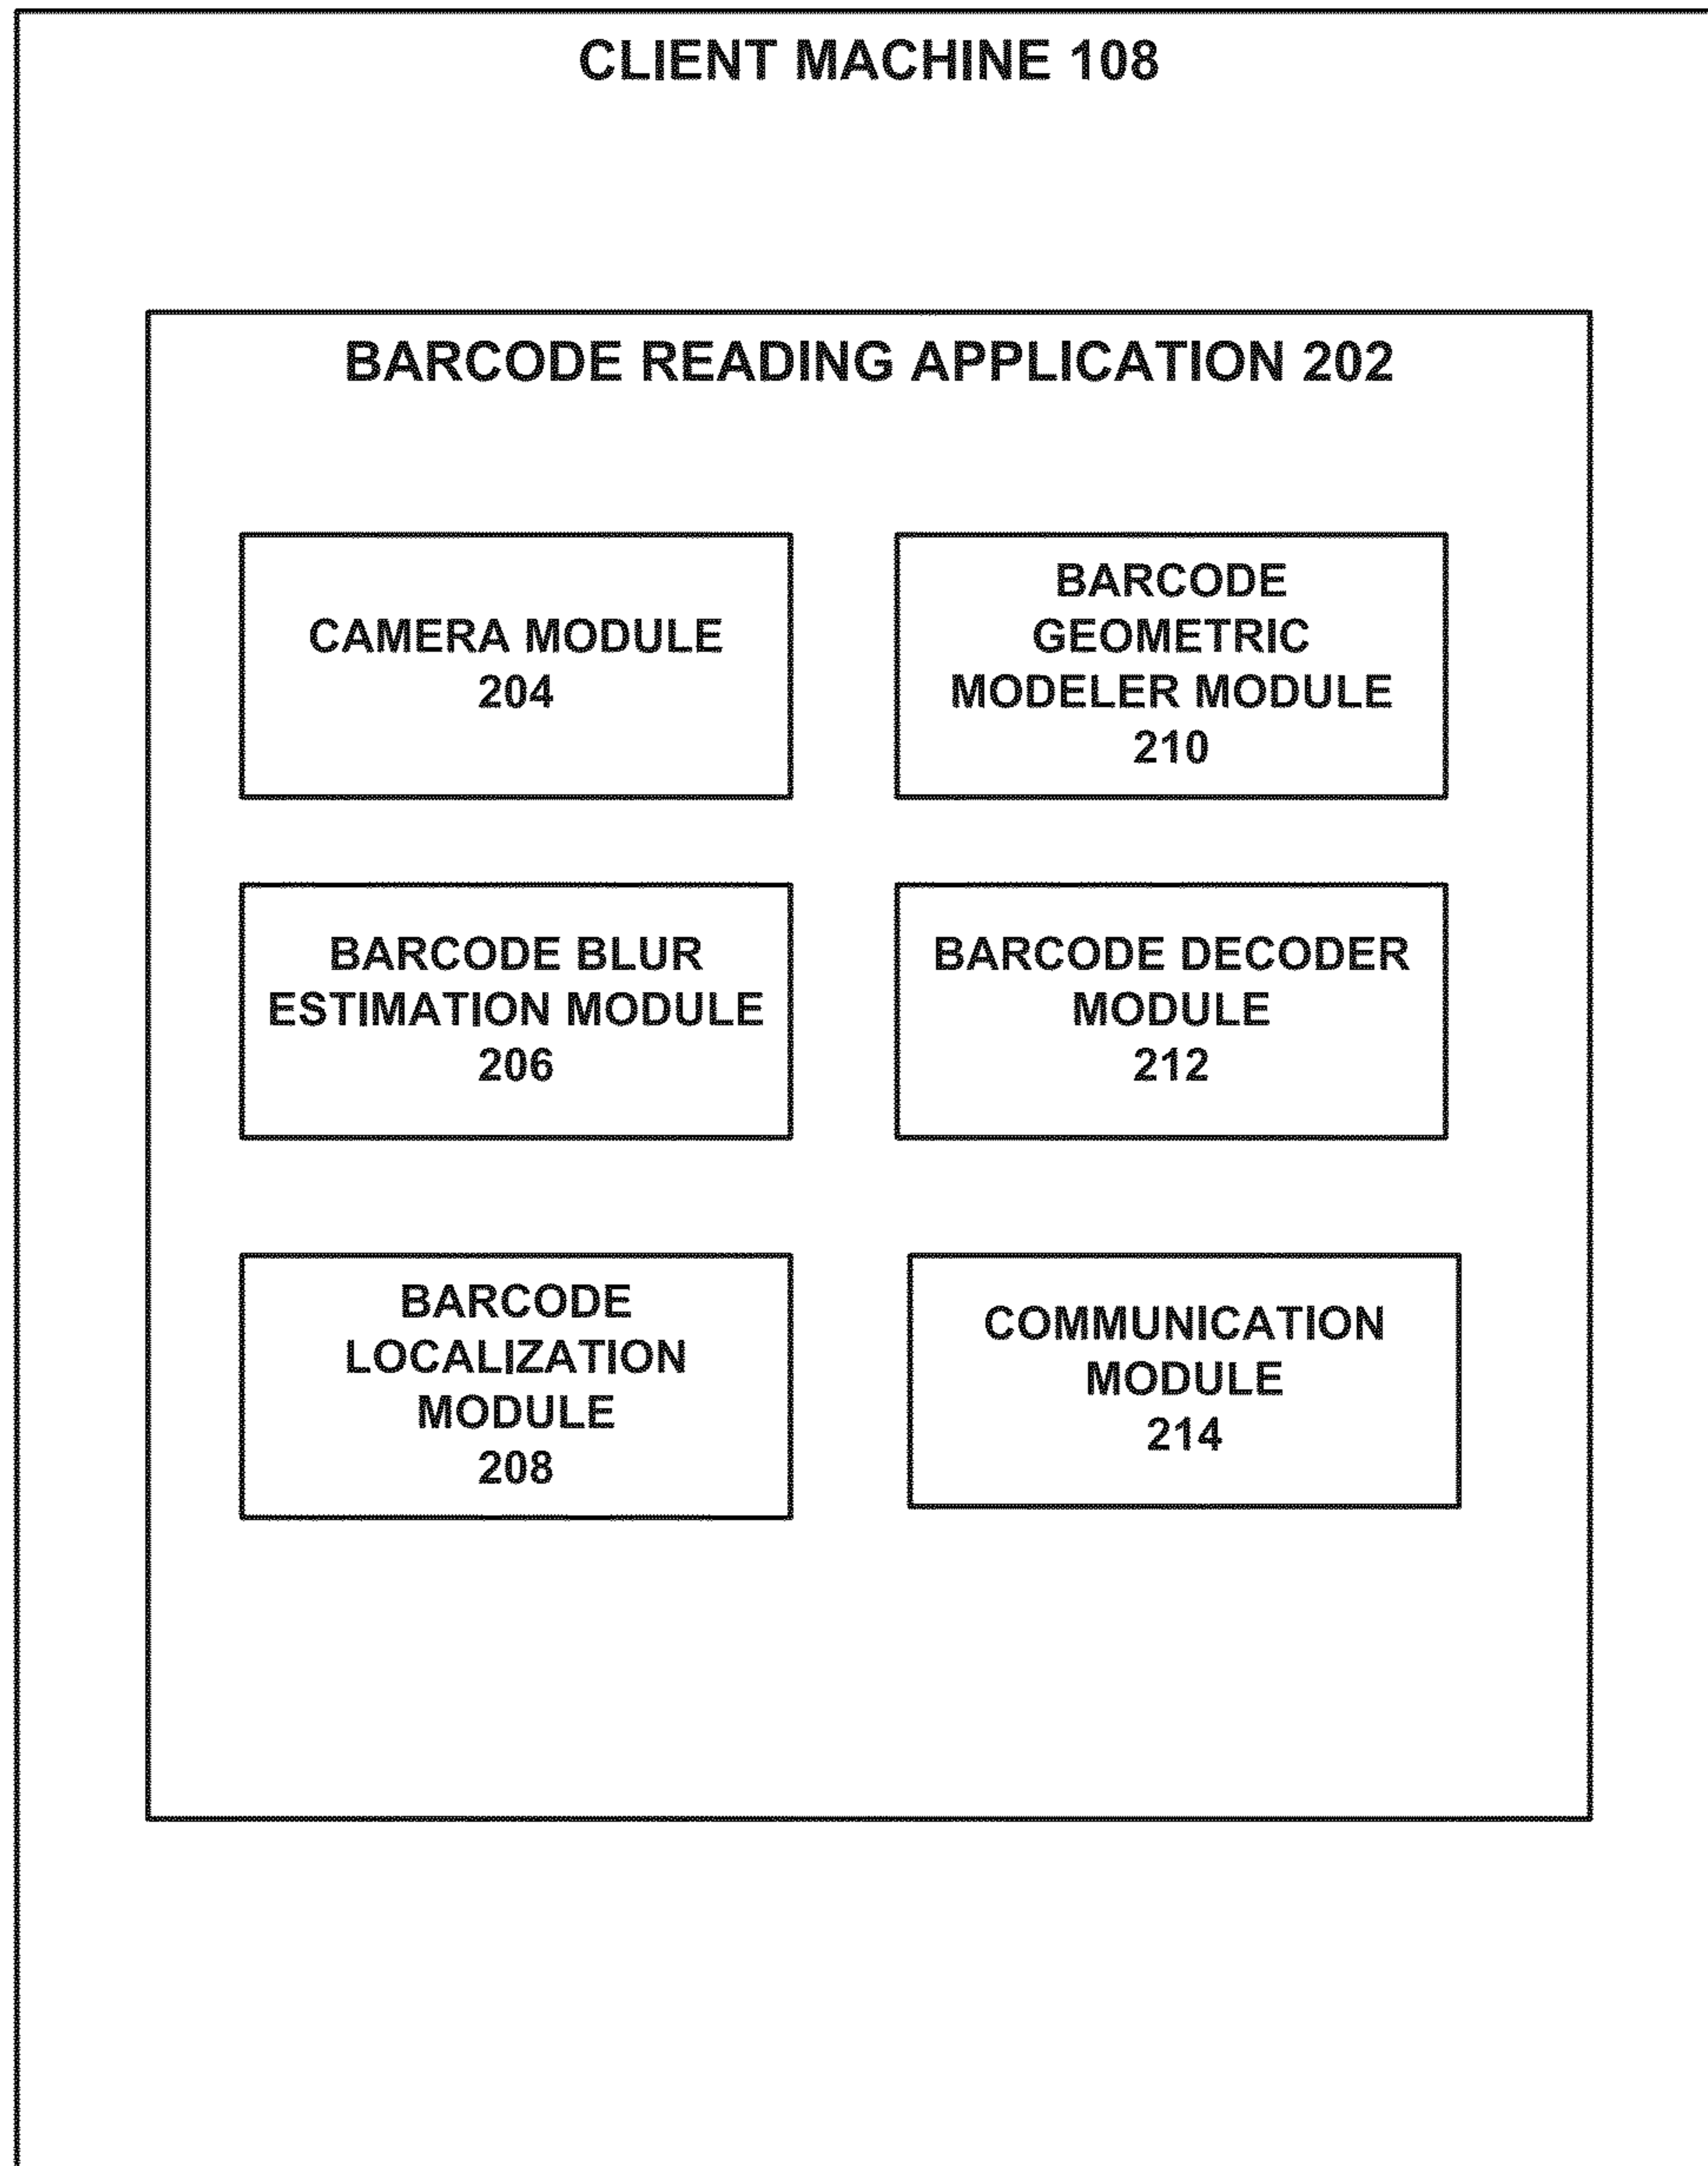 CLIENT MACHINE 108
BARCODE READING APPLICATION 202
CAMERA MODULE
204
BARCODE
GEOMETRIC
MODELER MODULE
210
BARCODE BLUR
ESTIMATION MODULE
206
BARCODE DECODER
MODULE
212
BARCODE
LOCALIZATION
MODULE
208
COMMUNICATION
MODULE
214